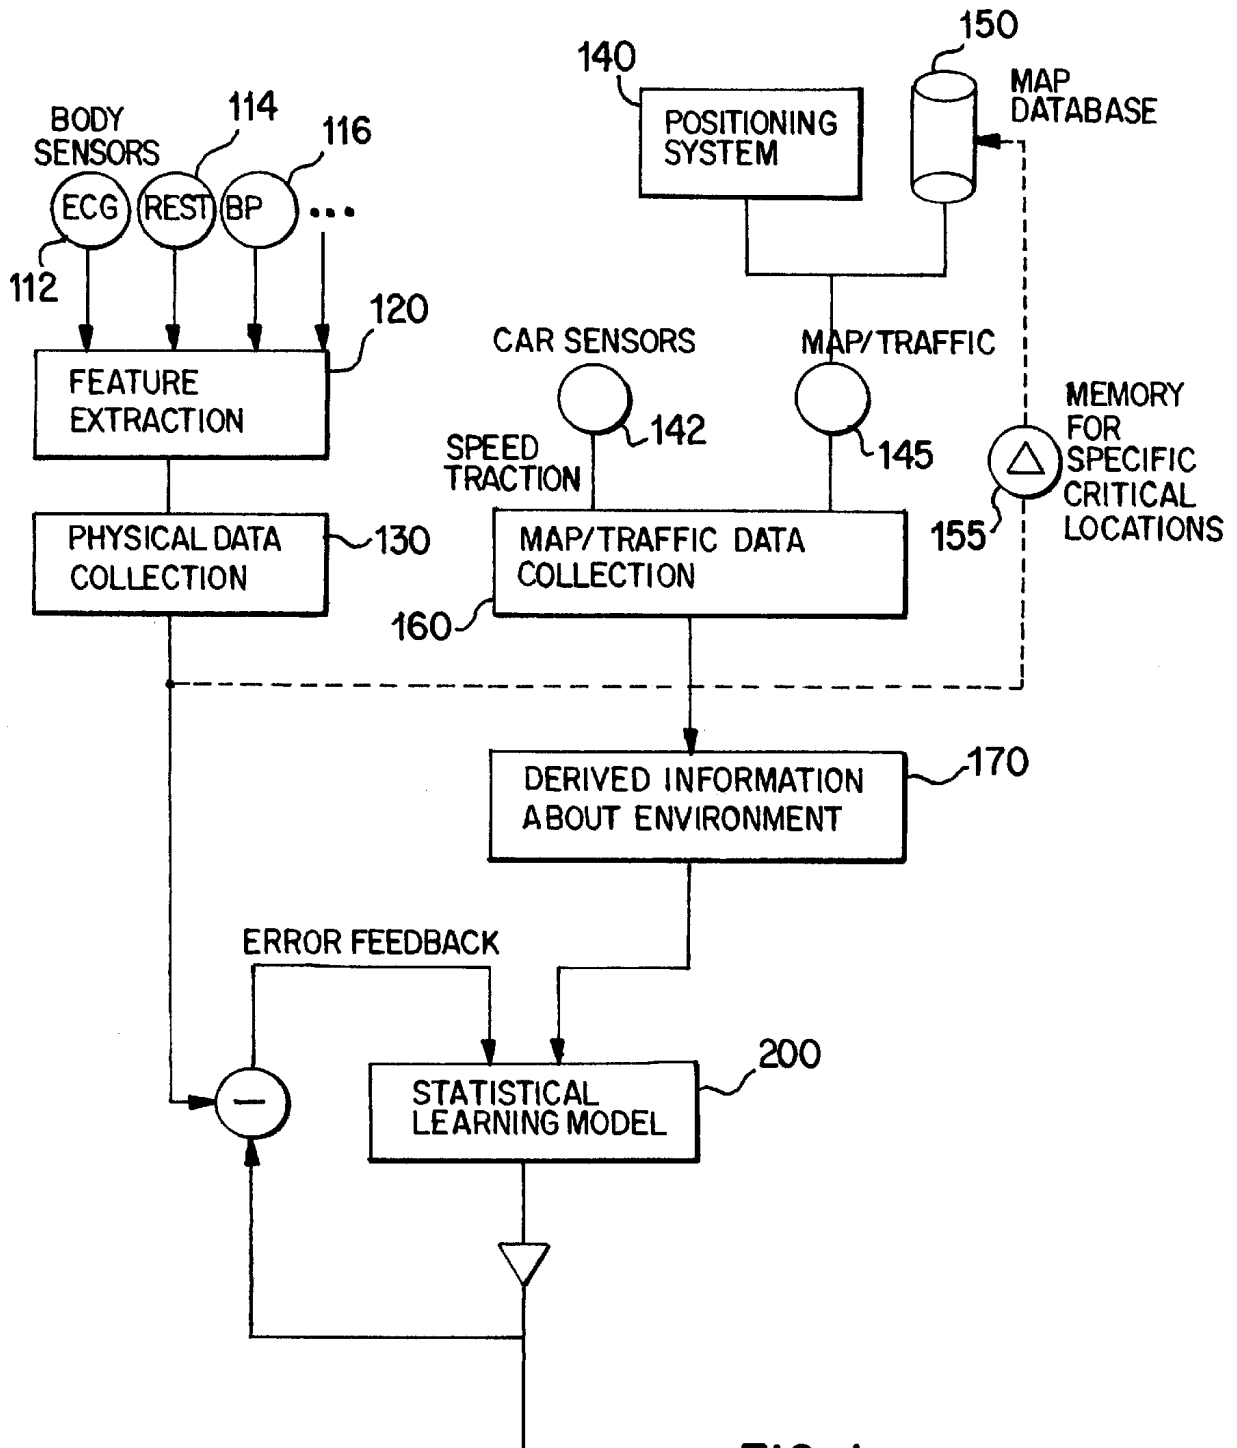 150
140
MAP
DATABASE
POSITIONING
SYSTEM
BODY
SENSORS
114
116
ECG
REST
BP
...
112
120
CAR SENSORS
MAP/TRAFFIC
FEATURE
EXTRACTION
142
145
SPEED
TRACTION
MEMORY
FOR
SPECIFIC
CRITICAL
LOCATIONS
155
PHYSICAL DATA
COLLECTION
130
MAP/TRAFFIC DATA
COLLECTION
160
DERIVED INFORMATION
ABOUT ENVIRONMENT
170
ERROR FEEDBACK
STATISTICAL
LEARNING MODEL
200